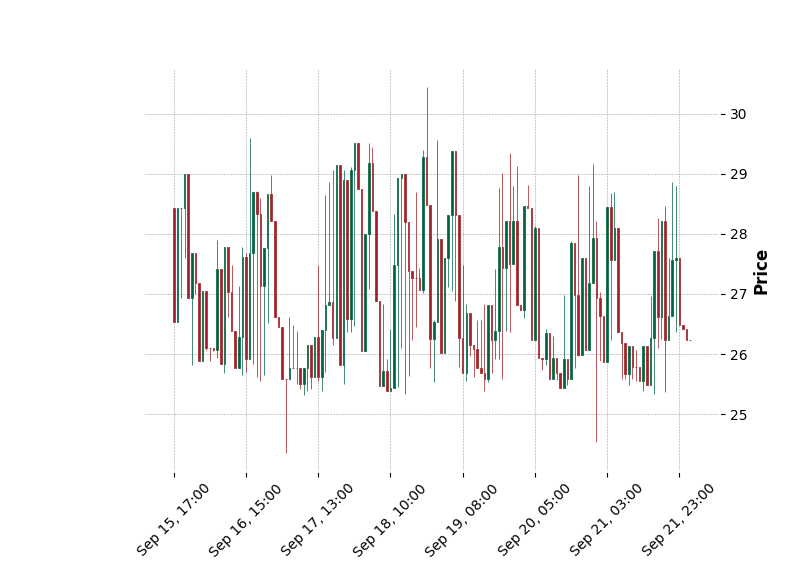 30
29
28
27
26
25
Price
Sep 15, 17:00
Sep 16, 15:00
Sep 17, 13:00
Sep 18, 10:00
Sep 19, 08:00
Sep 20, 05:00
Sep 21, 03:00
Sep 21, 23:00